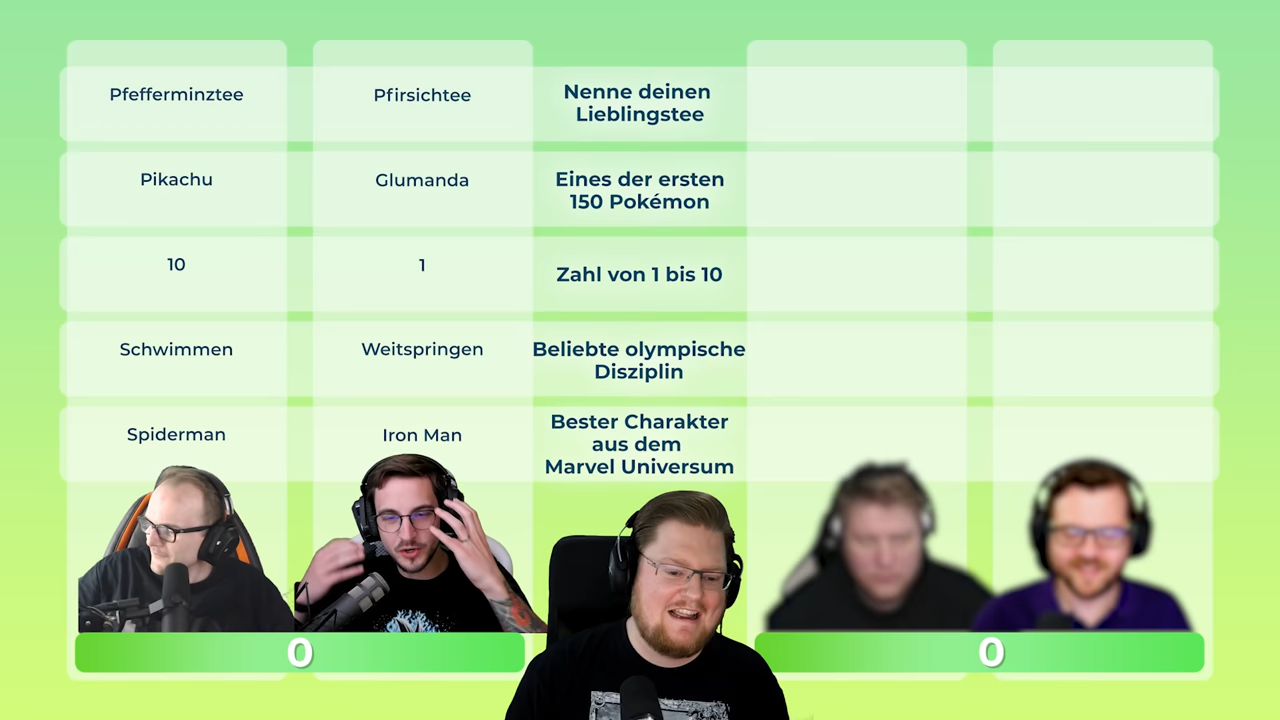 Pfefferminztee
Pfirsichtee
Nenne deinen
Lieblingstee
Pikachu
Glumanda
Eines der ersten
150 Pokémon
10
1
Zahl von 1 bis 10
Schwimmen
Weitspringen
Beliebte olympische
Disziplin
Spiderman
Iron Man
Bester Charakter
aus dem
Marvel Universum
0
0